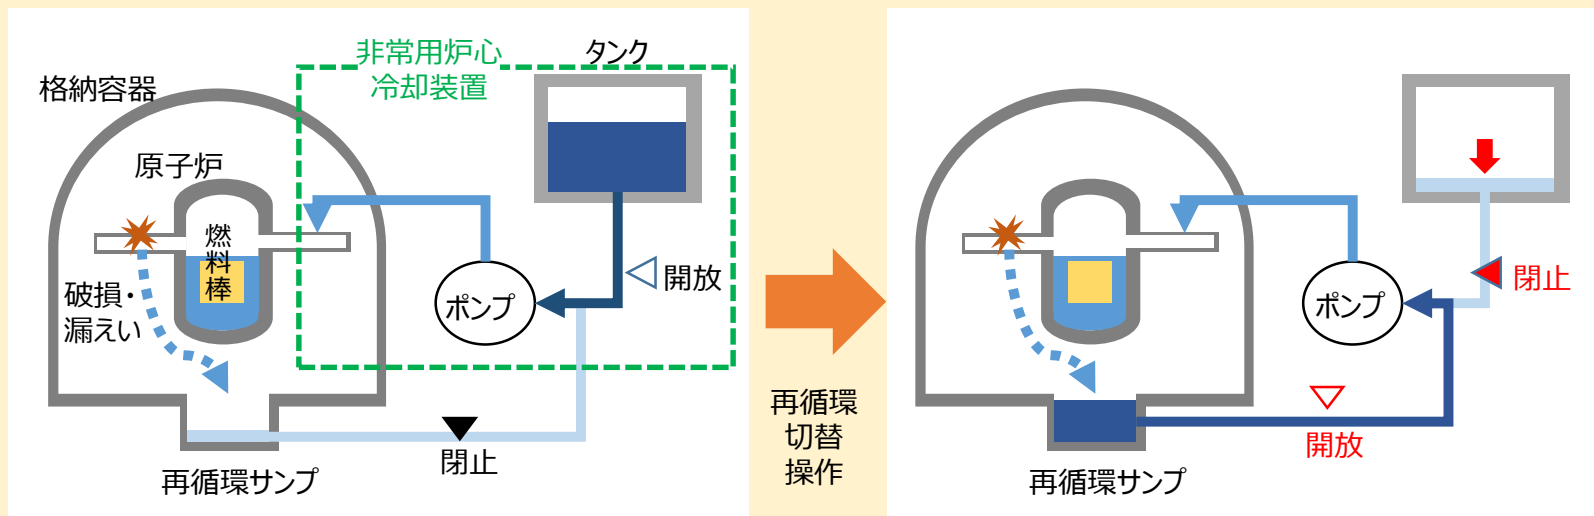 非常用炉心
冷却装置
タンク
格納容器
原子炉
燃
料
棒
破損・
漏えい
ポンプ
開放
閉止
再循環サンプ
再循環
切替
操作
ポンプ
閉止
開放
再循環サンプ